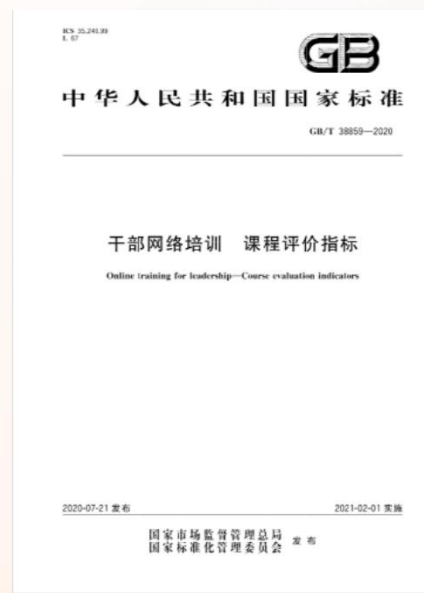 ICS 35.240.99
L 67
GB
中华人民共和国国家标准
GB/T 38859—2020
干部网络培训 课程评价指标
Online training for leadership—Course evaluation indicators
2020-07-21 发布
2021-02-01 实施
国家市场监督管理总局
国家标准化管理委员会
发布